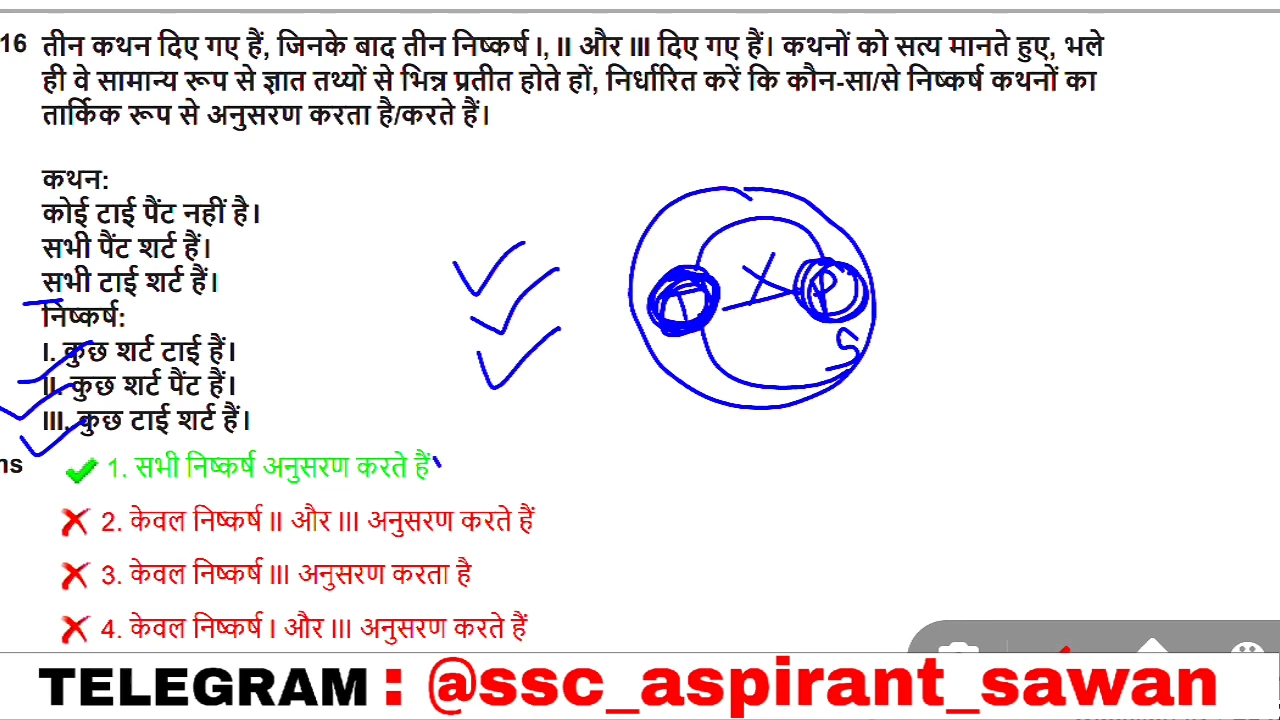 16 तीन कथन दिए गए हैं, जिनके बाद तीन निष्कर्ष I, II और III दिए गए हैं। कथनों को सत्य मानते हुए, भले
ही वे सामान्य रूप से ज्ञात तथ्यों से भिन्न प्रतीत होते हों, निर्धारित करें कि कौन-सा/से निष्कर्ष कथनों का
तार्किक रूप से अनुसरण करता है/करते हैं।
कथन:
कोई टाई पैंट नहीं है।
सभी पैंट शर्ट हैं।
सभी टाई शर्ट हैं।
निष्कर्ष:
I. कुछ शर्ट टाई हैं।
II. कुछ शर्ट पैंट हैं।
III. कुछ टाई शर्ट हैं।
T P
S
ns 1. सभी निष्कर्ष अनुसरण करते हैं
2. केवल निष्कर्ष II और III अनुसरण करते हैं
3. केवल निष्कर्ष III अनुसरण करता है
4. केवल निष्कर्ष I और III अनुसरण करते हैं
TELEGRAM : @ssc_aspirant_sawan